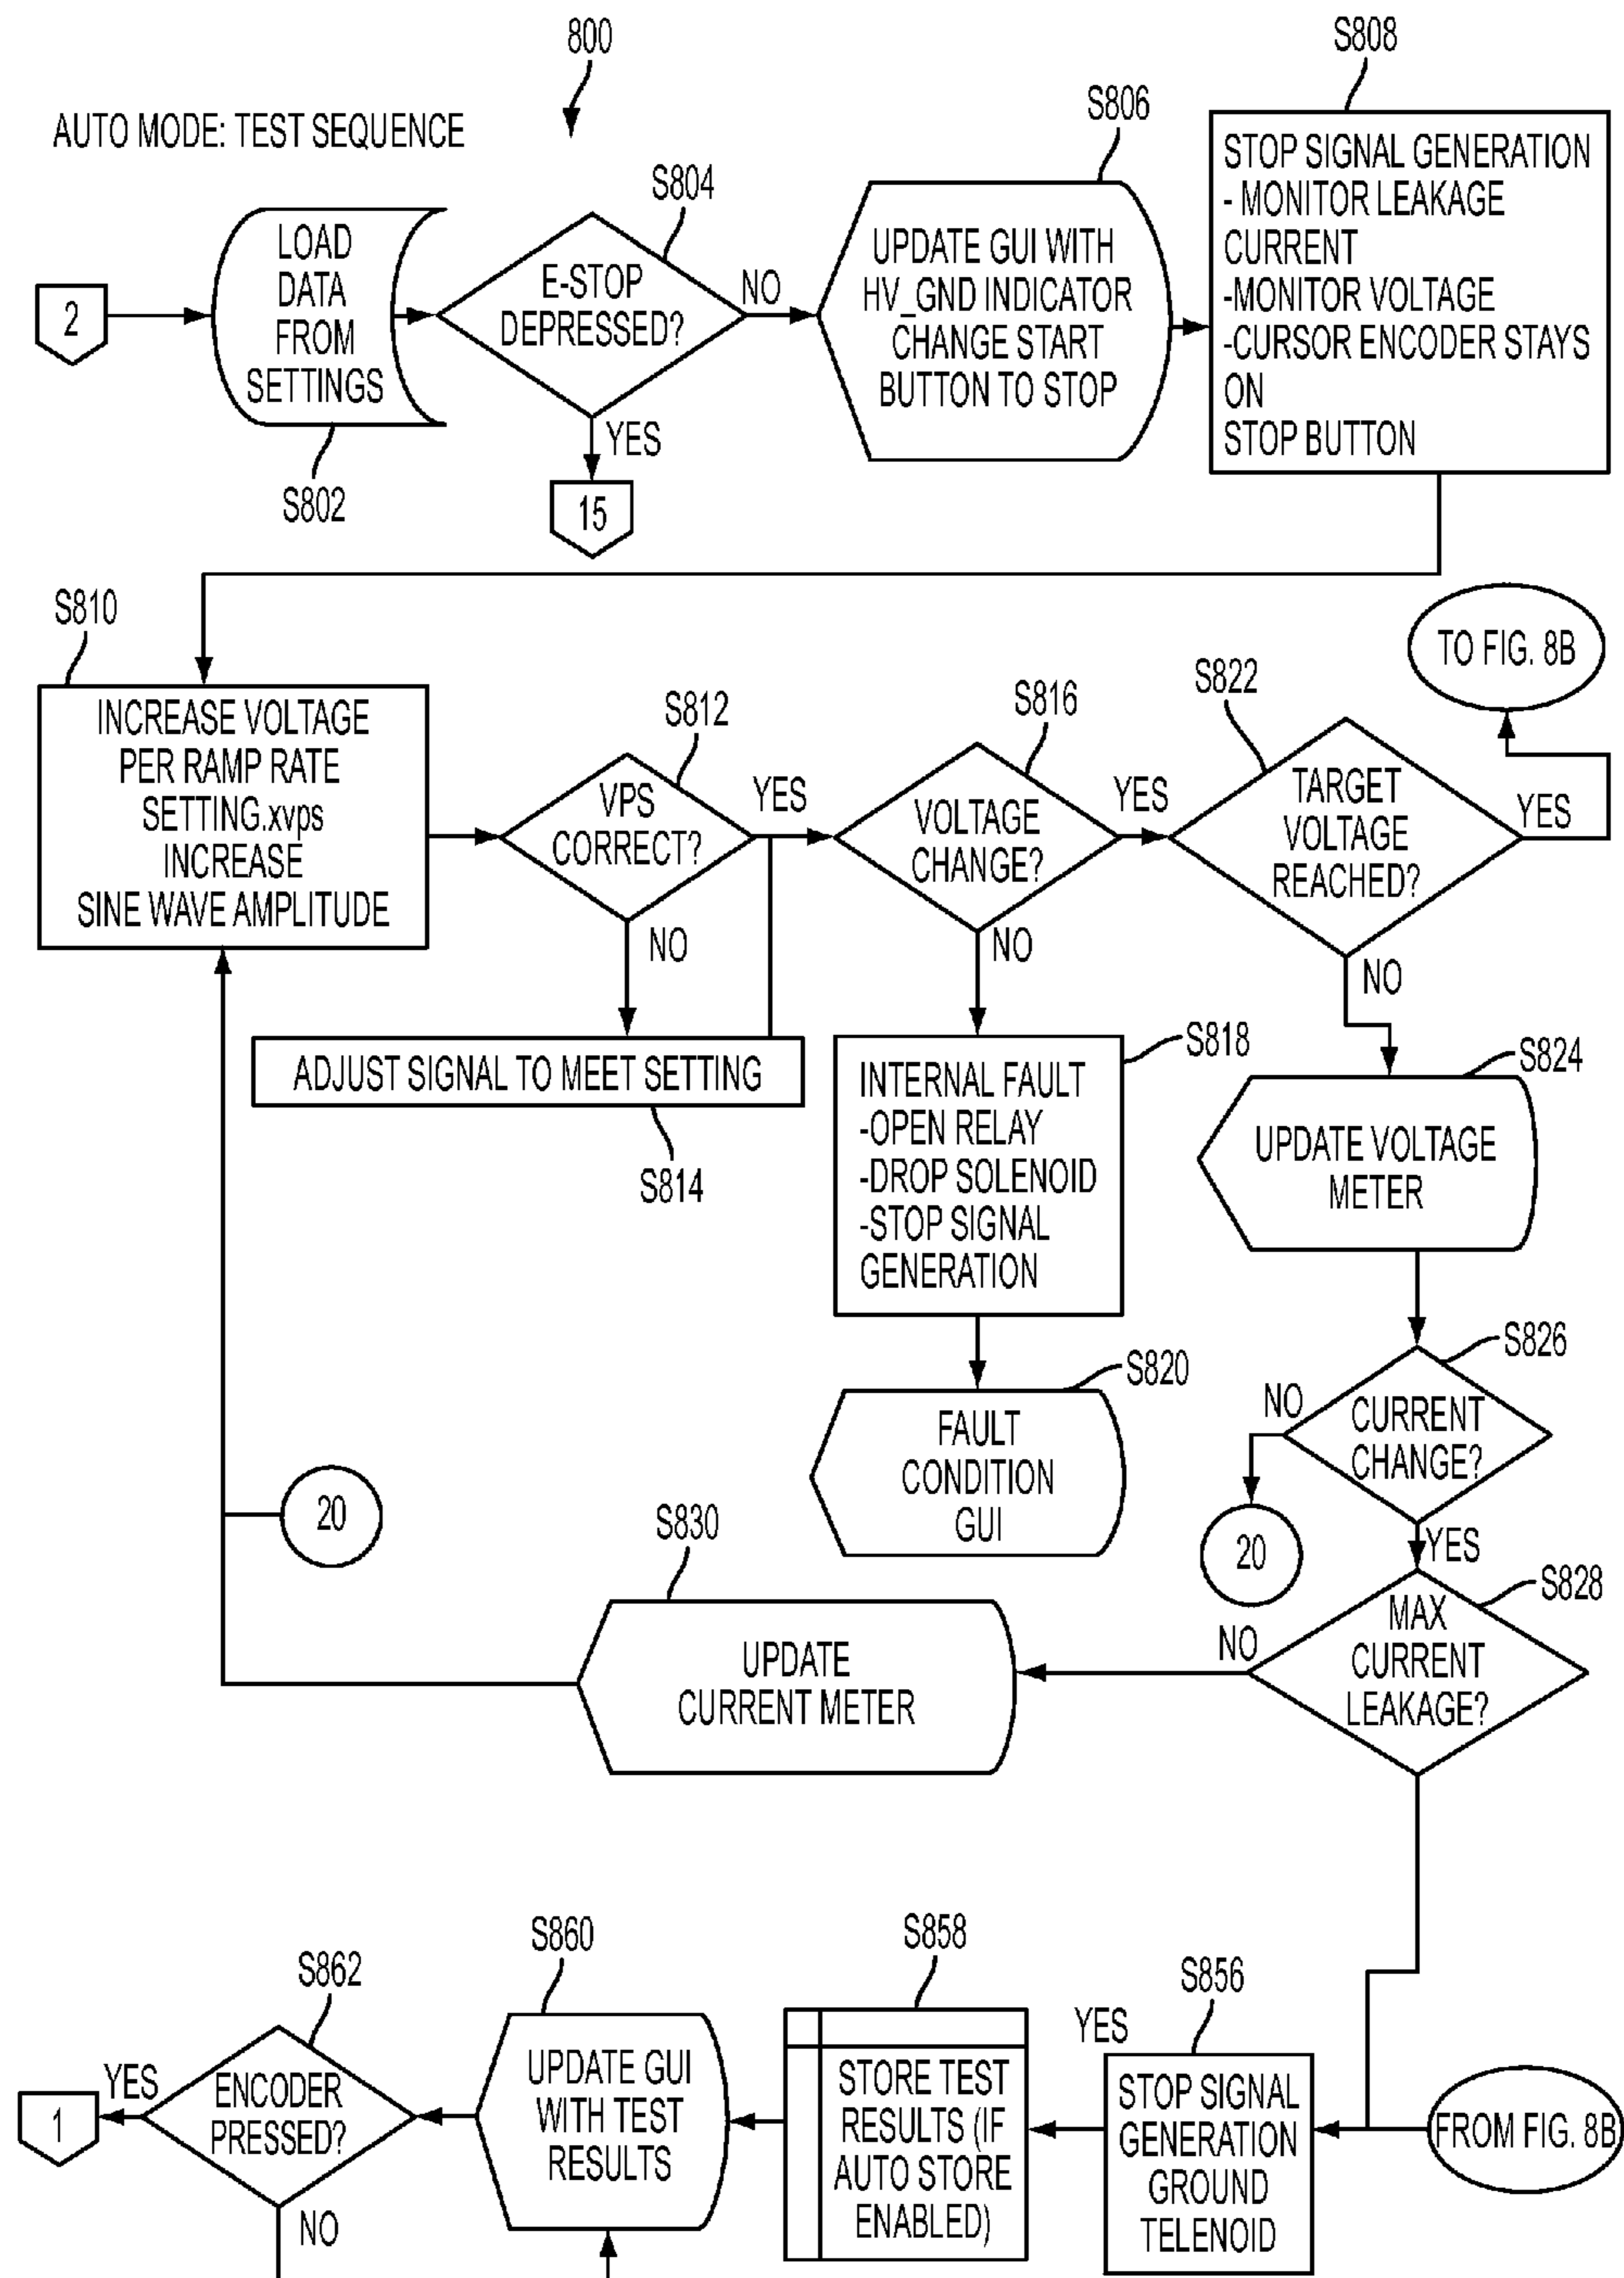 800
S808
AUTO MODE: TEST SEQUENCE
S806
S804
2
LOAD
DATA
FROM
SETTINGS
S802
E-STOP
DEPRESSED?
NO
YES
15
UPDATE GUI WITH
HV_GND INDICATOR
CHANGE START
BUTTON TO STOP
STOP SIGNAL GENERATION
- MONITOR LEAKAGE
CURRENT
-MONITOR VOLTAGE
-CURSOR ENCODER STAYS
ON
STOP BUTTON
S810
INCREASE VOLTAGE
PER RAMP RATE
SETTING.xvps
INCREASE
SINE WAVE AMPLITUDE
S812
VPS
CORRECT?
YES
NO
ADJUST SIGNAL TO MEET SETTING
S814
S816
VOLTAGE
CHANGE?
YES
NO
S822
TARGET
VOLTAGE
REACHED?
YES
TO FIG. 8B
NO
S818
INTERNAL FAULT
-OPEN RELAY
-DROP SOLENOID
-STOP SIGNAL
GENERATION
S820
FAULT
CONDITION
GUI
S824
UPDATE VOLTAGE
METER
S826
CURRENT
CHANGE?
NO
20
YES
S828
MAX
CURRENT
LEAKAGE?
NO
S830
UPDATE
CURRENT METER
20
S862
ENCODER
PRESSED?
YES
1
NO
S860
UPDATE GUI
WITH TEST
RESULTS
S858
STORE TEST
RESULTS (IF
AUTO STORE
ENABLED)
S856
YES
STOP SIGNAL
GENERATION
GROUND
TELENOID
FROM FIG. 8B